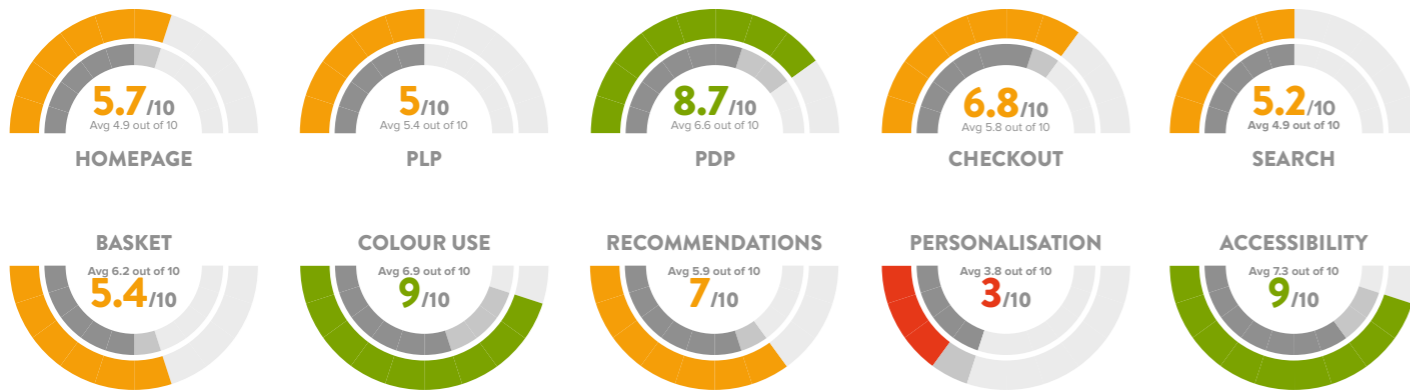 5.7/10
Avg 4.9 out of 10
HOMEPAGE
5/10
Avg 5.4 out of 10
PLP
8.7/10
Avg 6.6 out of 10
PDP
6.8/10
Avg 5.8 out of 10
CHECKOUT
5.2/10
Avg 4.9 out of 10
SEARCH
BASKET
Avg 6.2 out of 10
5.4/10
COLOUR USE
Avg 6.9 out of 10
9/10
RECOMMENDATIONS
Avg 5.9 out of 10
7/10
PERSONALISATION
Avg 3.8 out of 10
3/10
ACCESSIBILITY
Avg 7.3 out of 10
9/10